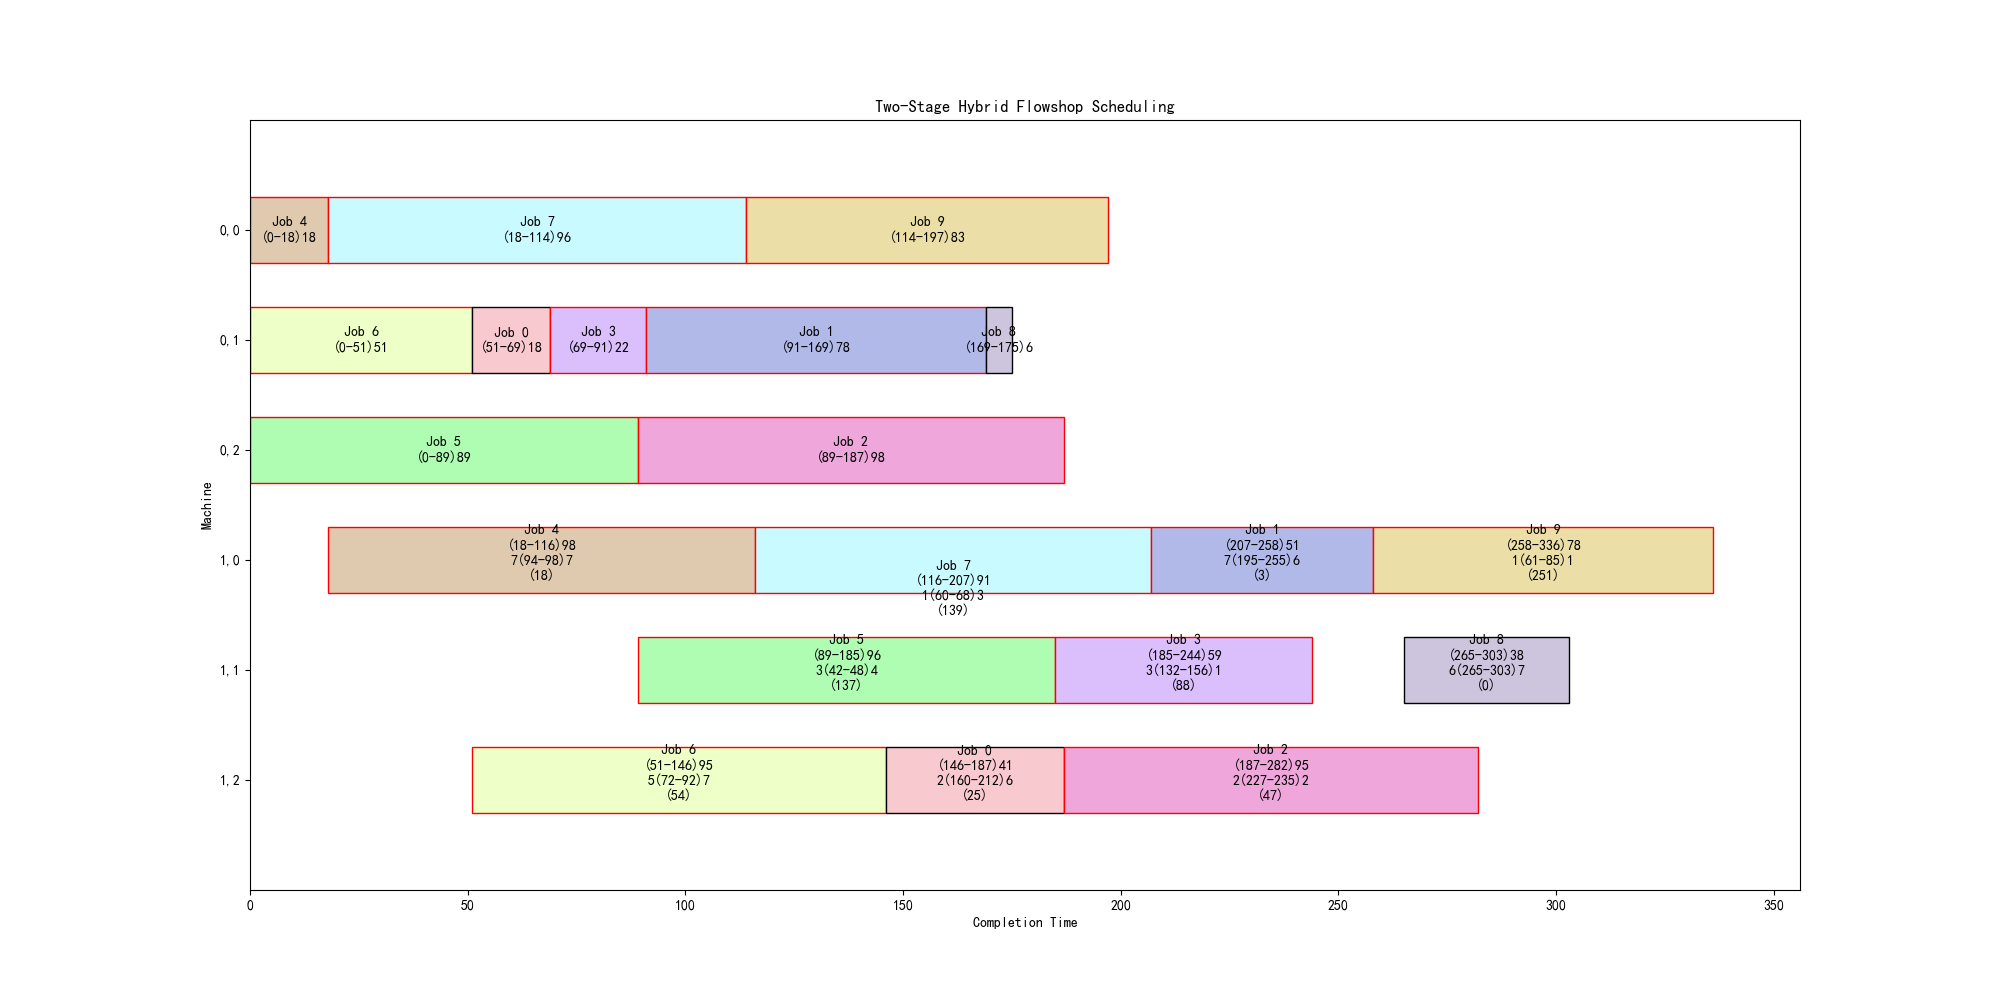 Two-Stage Hybrid Flowshop Scheduling
0,0
Job 4
(0-18)18
Job 7
(18-114)96
Job 9
(114-197)83
0,1
Job 6
(0-51)51
Job 0
(51-69)18
Job 3
(69-91)22
Job 1
(91-169)78
Job 8
(169-175)6
0,2
Job 5
(0-89)89
Job 2
(89-187)98
Machine
1,0
Job 4
(18-116)98
7(94-98)7
(18)
Job 7
(116-207)91
1(60-68)3
(139)
Job 1
(207-258)51
7(195-255)6
(3)
Job 9
(258-336)78
1(61-85)1
(251)
1,1
Job 5
(89-185)96
3(42-48)4
(137)
Job 3
(185-244)59
3(132-156)1
(88)
Job 8
(265-303)38
6(265-303)7
(0)
1,2
Job 6
(51-146)95
5(72-92)7
(54)
Job 0
(146-187)41
2(160-212)6
(25)
Job 2
(187-282)95
2(227-235)2
(47)
0
50
100
150
200
250
300
350
Completion Time